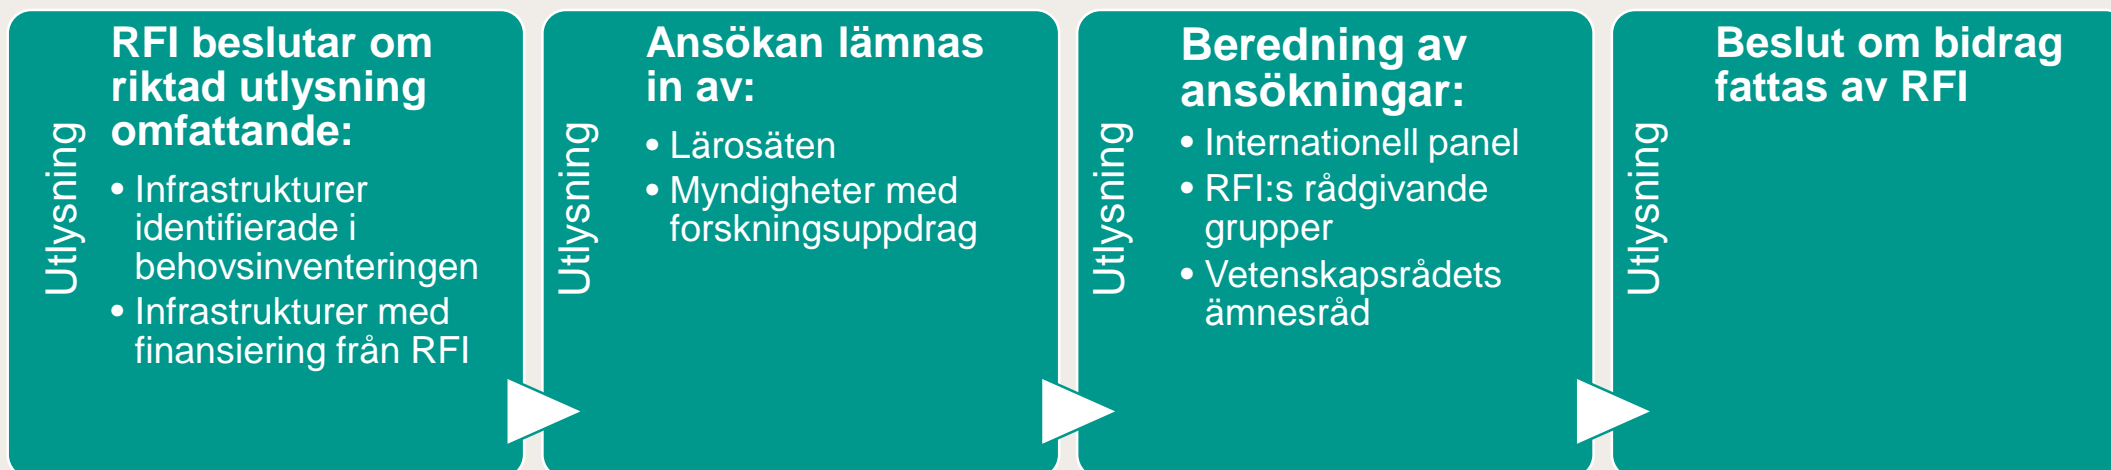 Utlysning
RFI beslutar om
riktad utlysning
omfattande:
• Infrastrukturer
identifierade i
behovsinventeringen
• Infrastrukturer med
finansiering från RFI
Utlysning
Ansökan lämnas
in av:
• Lärosäten
• Myndigheter med
forskningsuppdrag
Utlysning
Beredning av
ansökningar:
• Internationell panel
• RFI:s rådgivande
grupper
• Vetenskapsrådets
ämnesråd
Utlysning
Beslut om bidrag
fattas av RFI